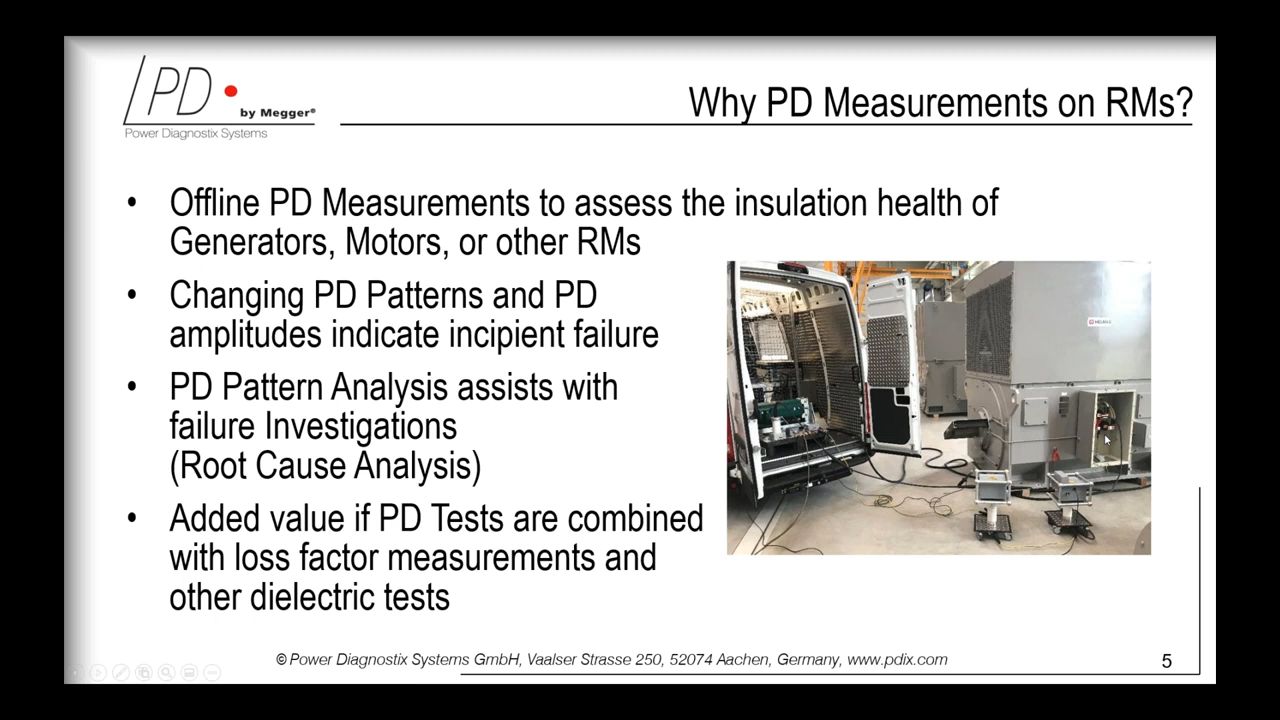 PD
by Megger®
Power Diagnostix Systems
Why PD Measurements on RMs?
• Offline PD Measurements to assess the insulation health of
Generators, Motors, or other RMs
• Changing PD Patterns and PD
amplitudes indicate incipient failure
• PD Pattern Analysis assists with
failure Investigations
(Root Cause Analysis)
• Added value if PD Tests are combined
with loss factor measurements and
other dielectric tests
© Power Diagnostix Systems GmbH, Vaalser Strasse 250, 52074 Aachen, Germany, www.pdix.com
5